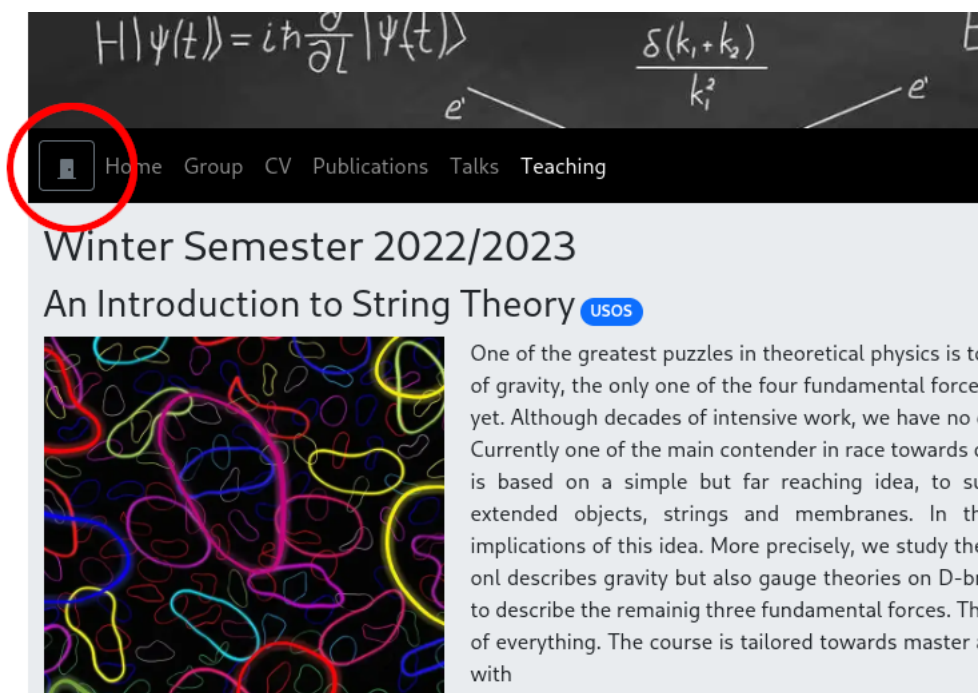 H|ψ(t)⟩ = iħ ∂/∂t |ψ(t)⟩
δ(k₁+k₂)
k₁²
e' e'
Home Group CV Publications Talks Teaching
Winter Semester 2022/2023
An Introduction to String Theory USOS
One of the greatest puzzles in theoretical physics is
of gravity, the only one of the four fundamental force
yet. Although decades of intensive work, we have no
Currently one of the main contender in race towards
is based on a simple but far reaching idea, to
extended objects, strings and membranes. In
implications of this idea. More precisely, we study the
onl describes gravity but also gauge theories on
to describe the remainig three fundamental forces.
of everything. The course is tailored towards master
with